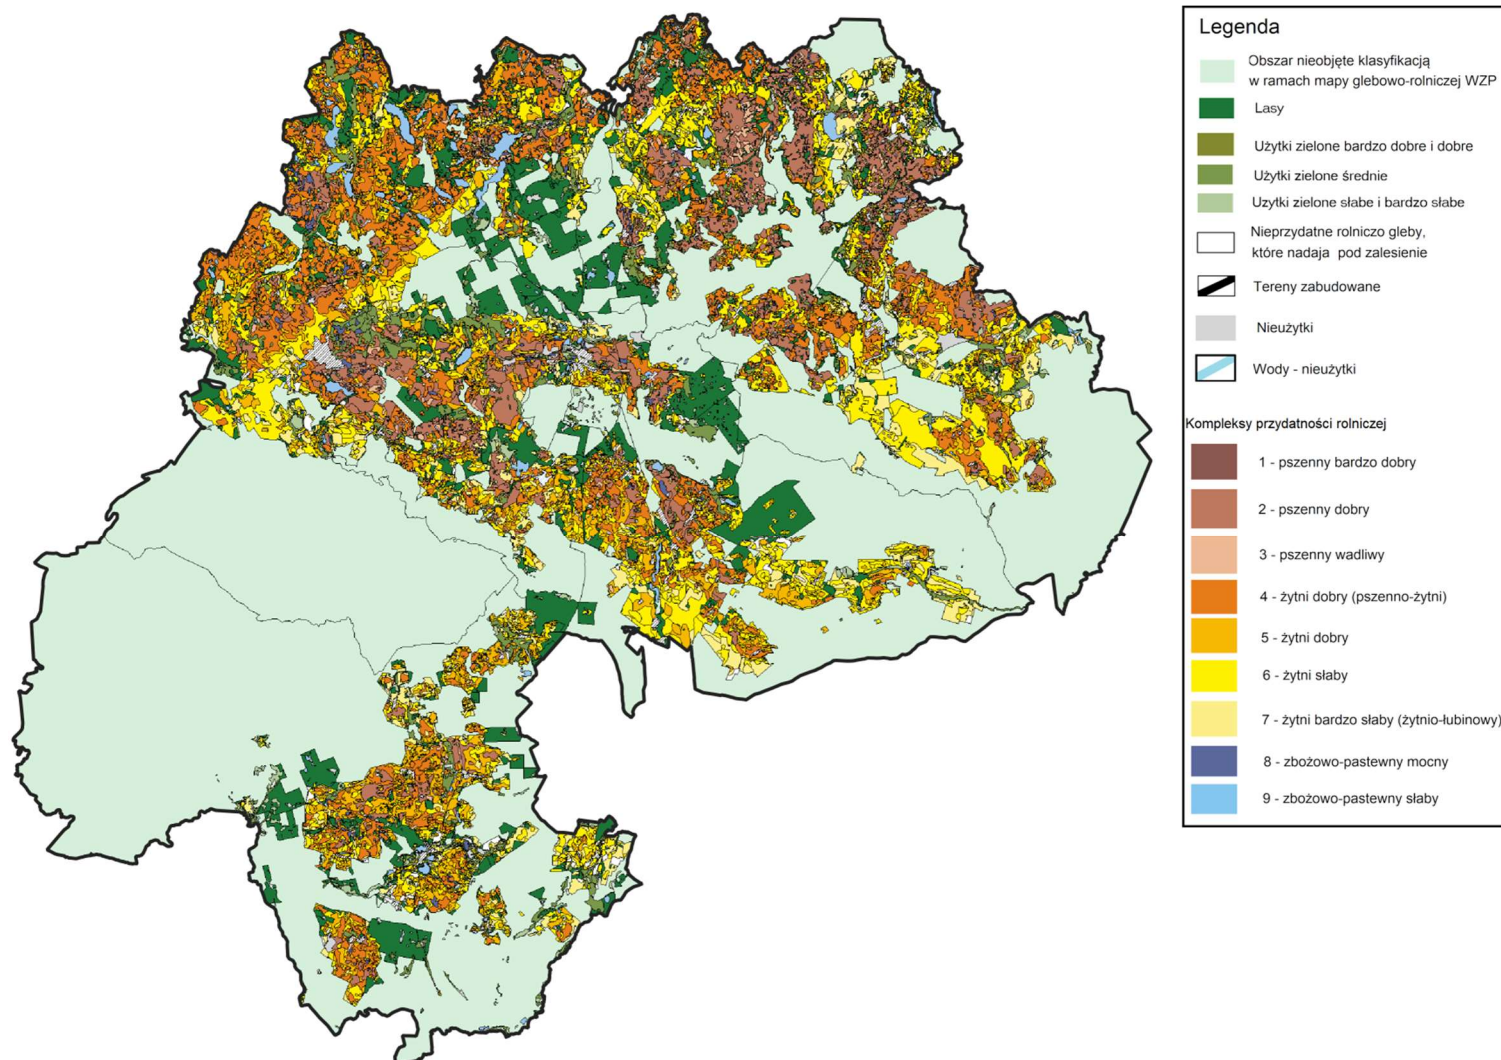 Legenda
Obszar nieobjęte klasyfikacją
w ramach mapy glebowo-rolniczej WZP
Lasy
Użytki zielone bardzo dobre i dobre
Użytki zielone średnie
Uzytki zielone słabe i bardzo słabe
Nieprzydatne rolniczo gleby,
które nadaja pod zalesienie
Tereny zabudowane
Nieużytki
Wody - nieużytki
Kompleksy przydatności rolniczej
1 - pszenny bardzo dobry
2 - pszenny dobry
3 - pszenny wadliwy
4 - żytni dobry (pszenno-żytni)
5 - żytni dobry
6 - żytni słaby
7 - żytni bardzo słaby (żytnio-łubinowy)
8 - zbożowo-pastewny mocny
9 - zbożowo-pastewny słaby